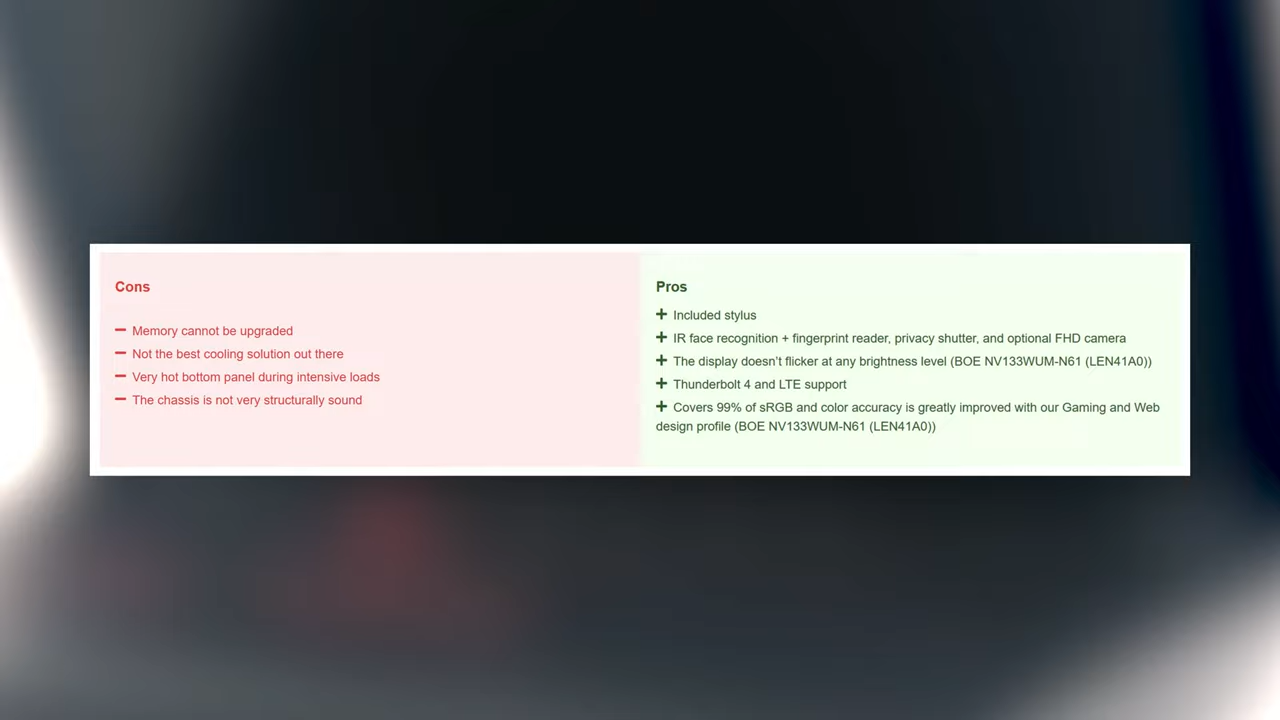 Cons
− Memory cannot be upgraded
− Not the best cooling solution out there
− Very hot bottom panel during intensive loads
− The chassis is not very structurally sound
Pros
+ Included stylus
+ IR face recognition + fingerprint reader, privacy shutter, and optional FHD camera
+ The display doesn’t flicker at any brightness level (BOE NV133WUM-N61 (LEN41A0))
+ Thunderbolt 4 and LTE support
+ Covers 99% of sRGB and color accuracy is greatly improved with our Gaming and Web
design profile (BOE NV133WUM-N61 (LEN41A0))